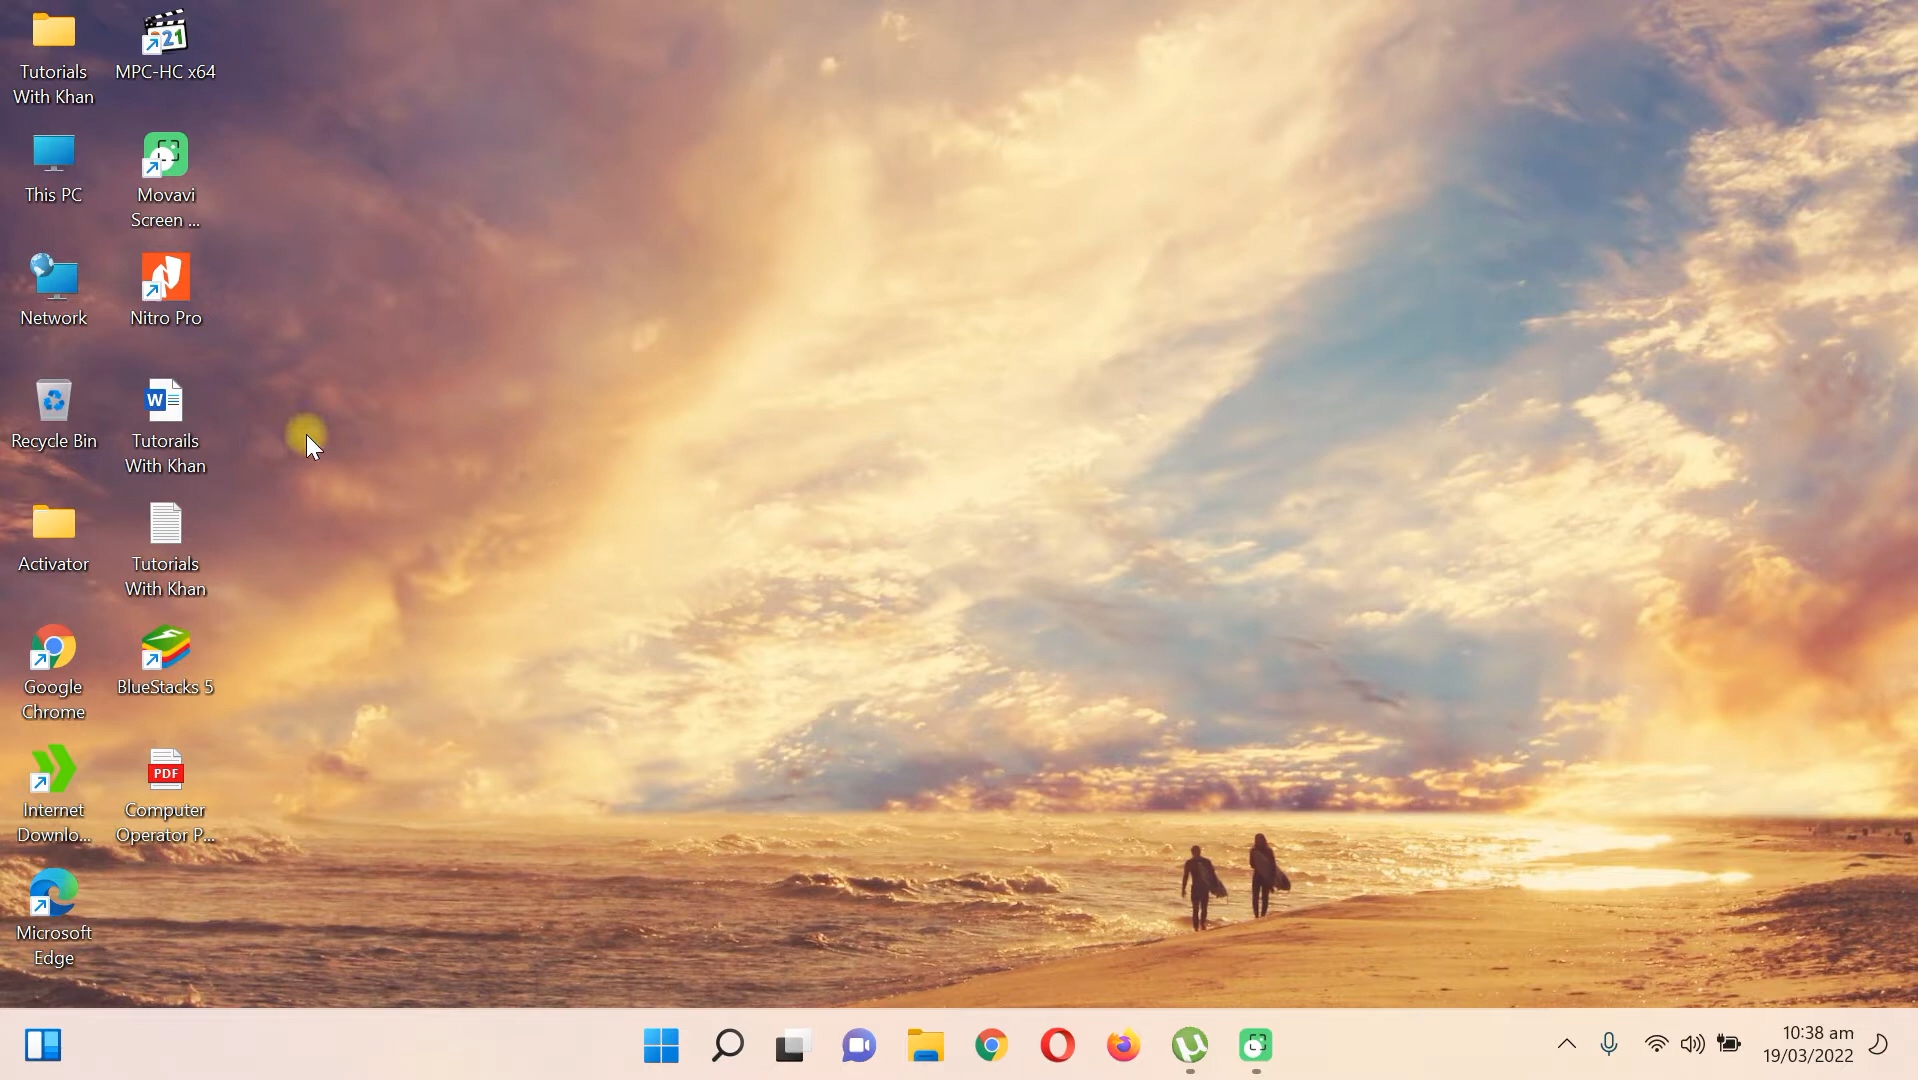 Tutorials
With Khan
MPC-HC x64
This PC
Movavi
Screen ...
Network
Nitro Pro
Recycle Bin
W
Tutorails
With Khan
Activator
Tutorials
With Khan
Google
Chrome
BlueStacks 5
Internet
Downlo...
PDF
Computer
Operator P...
Microsoft
Edge
10:38 am
19/03/2022